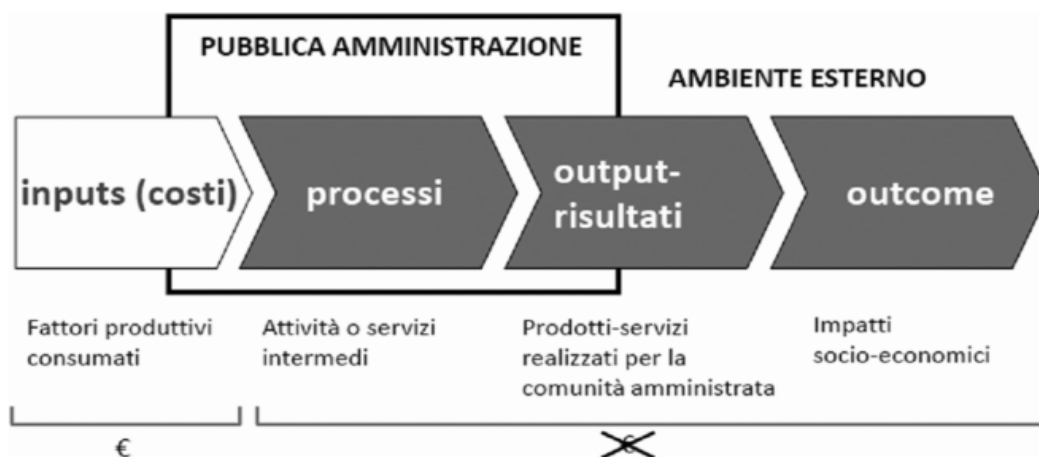 PUBBLICA AMMINISTRAZIONE
AMBIENTE ESTERNO
inputs (costi)
processi
output-
risultati
outcome
Fattori produttivi
consumati
Attività o servizi
intermedi
Prodotti-servizi
realizzati per la
comunità amministrata
Impatti
socio-economici
€
€